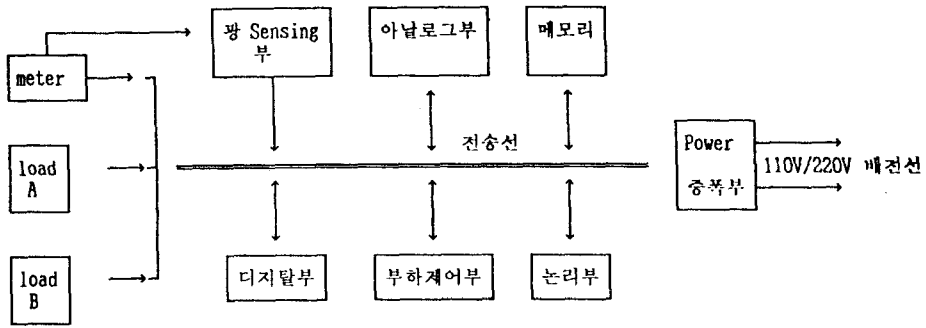 광 Sensing
부
아날로그부
메모리
meter
전송선
load
A
Power
증폭부
110V/220V 배전선
load
B
디지탈부
부하제어부
논리부